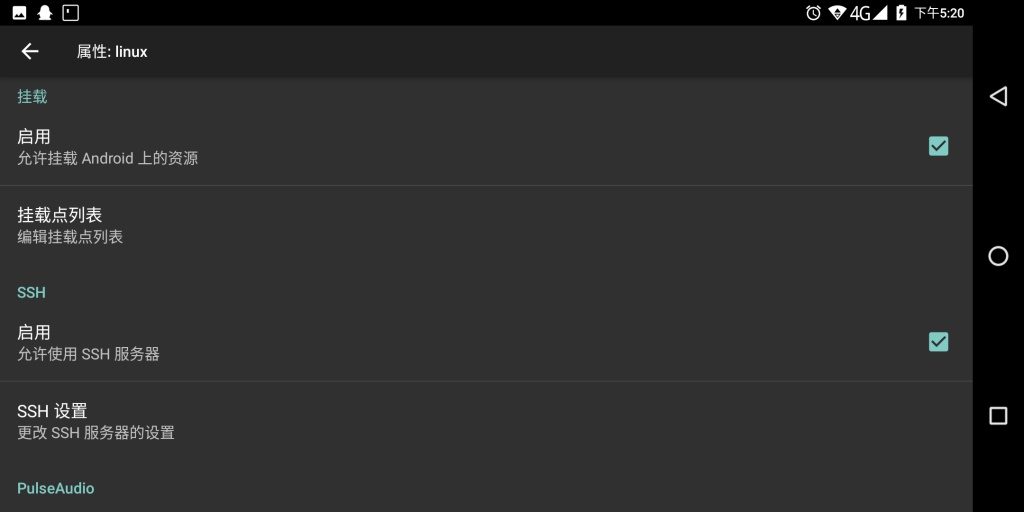 4G 下午5:20
属性: linux
挂载
启用
允许挂载 Android 上的资源
挂载点列表
编辑挂载点列表
SSH
启用
允许使用 SSH 服务器
SSH 设置
更改 SSH 服务器的设置
PulseAudio